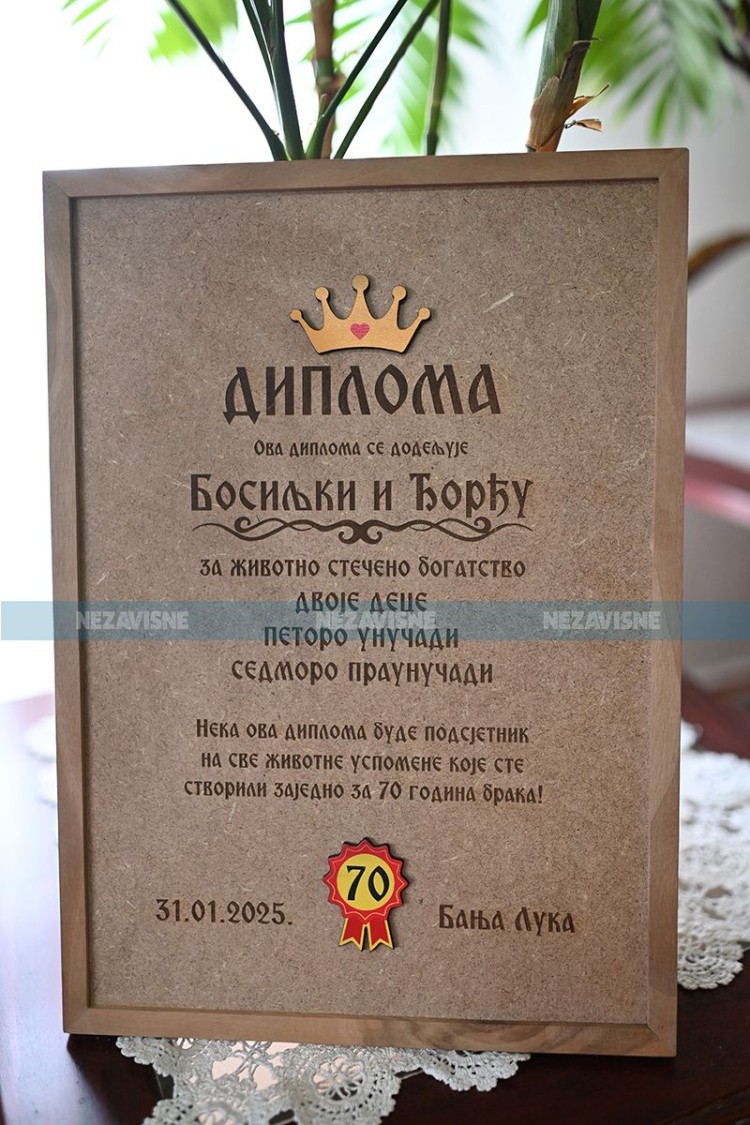 ДИПЛОМА
Ова диплома се додељује
Босиљки и Ђорђу
за животно стечено богатство
двоје деце
NEZAVISNE NEZAVISNE NEZAVISNE
петоро унучади
седморо праунучади
Нека ова диплома буде подсјетник
на све животне успомене које сте
створили заједно за 70 година брака!
70
31.01.2025.
Бања Лука